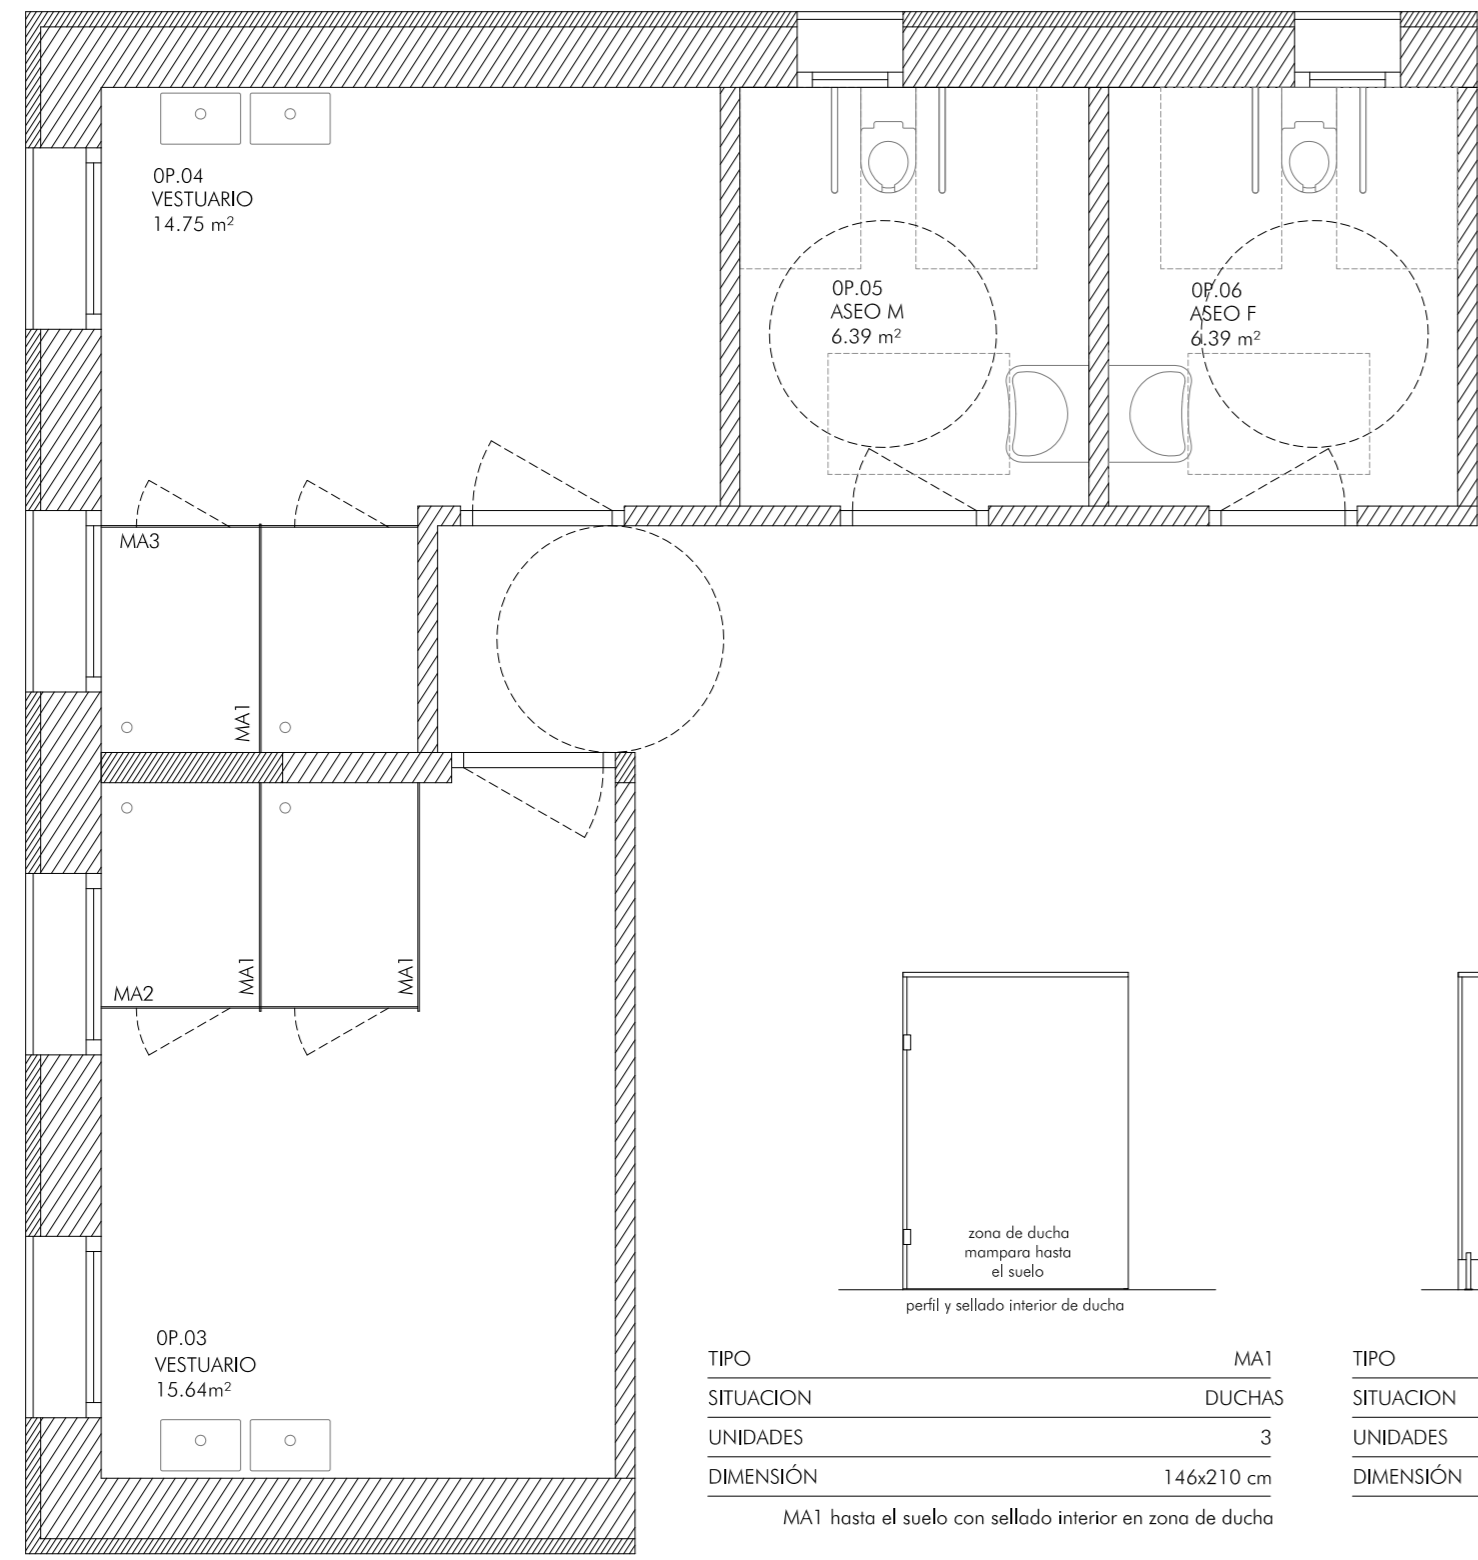 0P.04
VESTUARIO
14.75 m²
0P.05
ASEO M
6.39 m²
0P.06
ASEO F
6.39 m²
MA3
MA1
MA2
MA1
MA1
0P.03
VESTUARIO
15.64m²
zona de ducha
mampara hasta
el suelo
perfil y sellado interior de ducha
TIPO MA1
SITUACION DUCHAS
UNIDADES 3
DIMENSIÓN 146x210 cm
MA1 hasta el suelo con sellado interior en zona de ducha
TIPO
SITUACION
UNIDADES
DIMENSIÓN